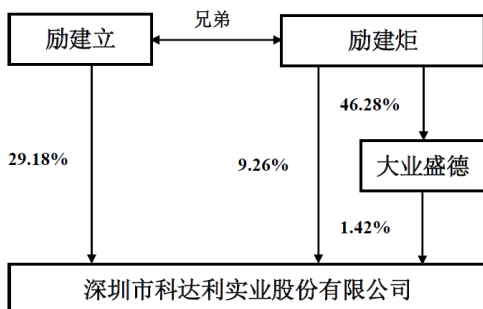 兄弟
励建立
励建炬
46.28%
29.18%
9.26%
大业盛德
1.42%
深圳市科达利实业股份有限公司